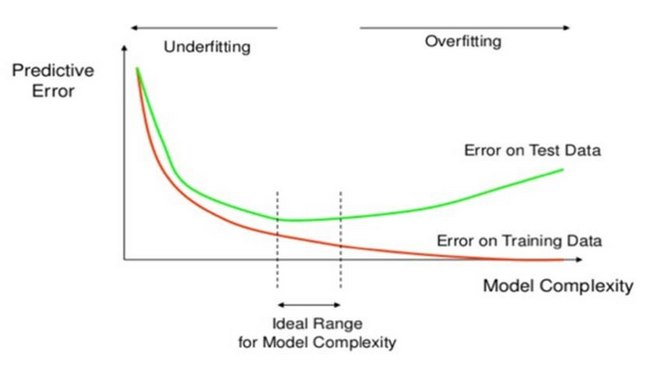 Underfitting
Overfitting
Predictive
Error
Error on Test Data
Error on Training Data
Model Complexity
Ideal Range
for Model Complexity